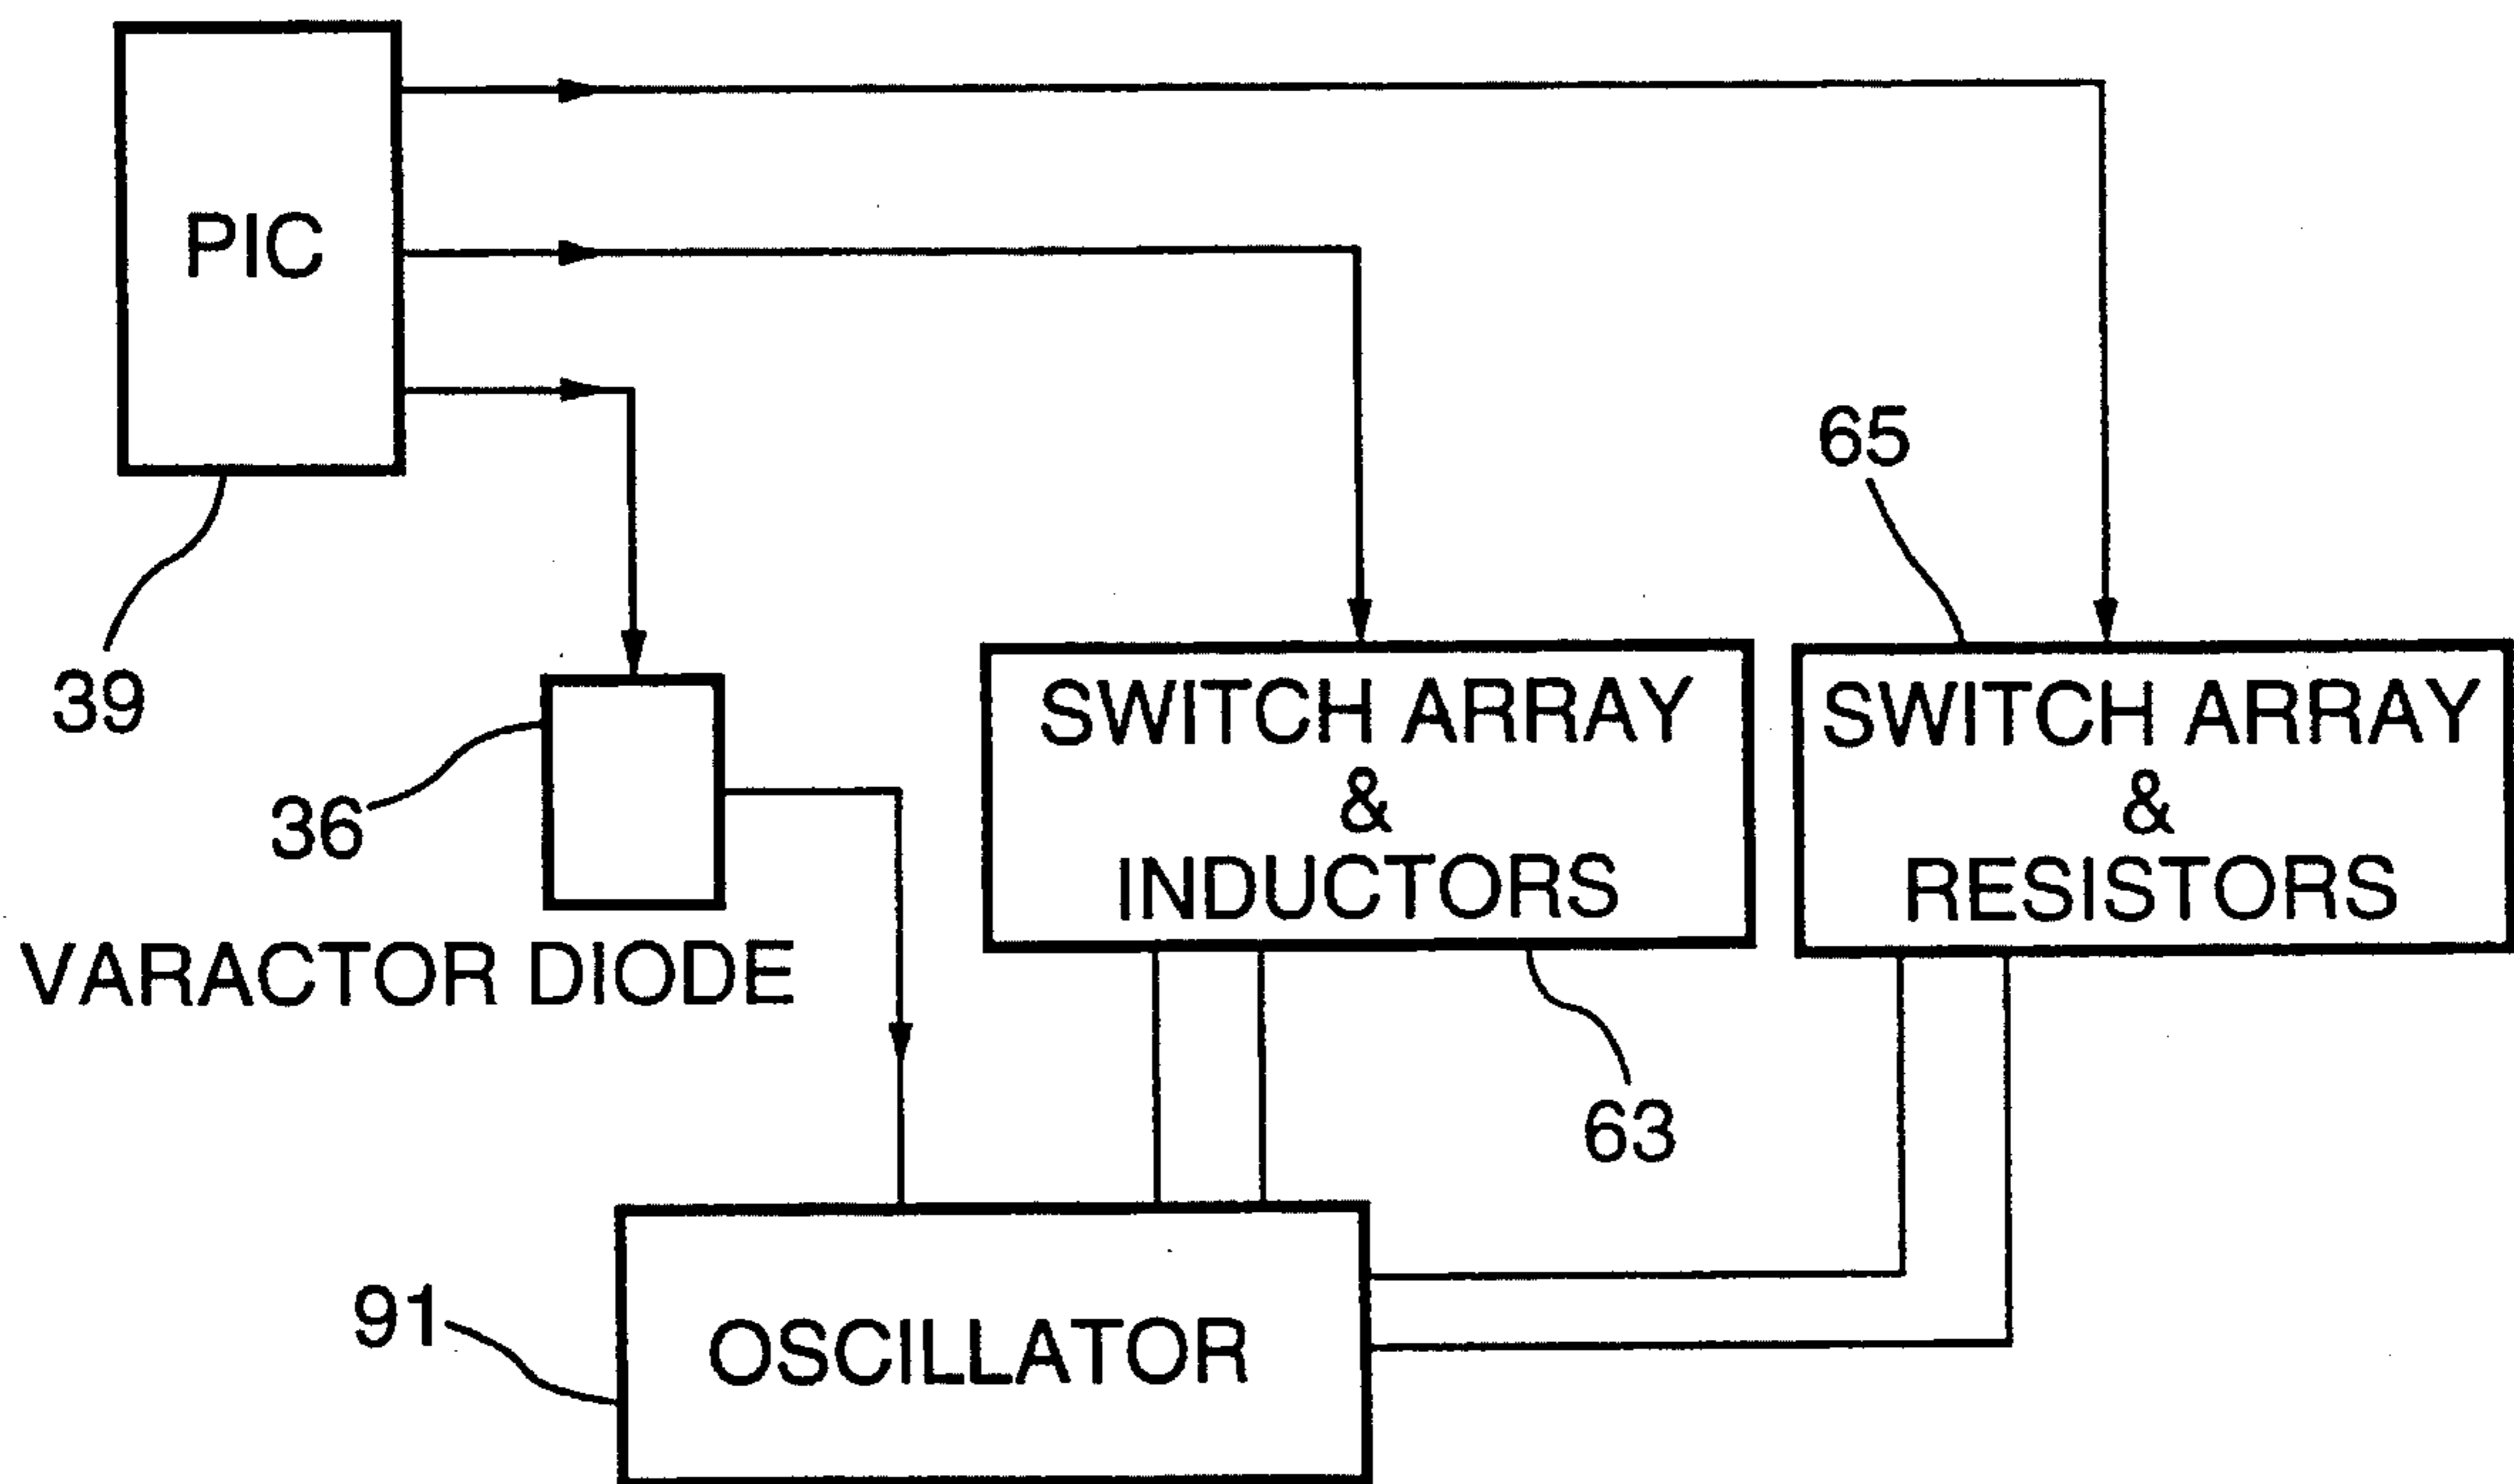 PIC
65
39
SWITCH ARRAY
&
INDUCTORS
SWITCH ARRAY
&
RESISTORS
36
VARACTOR DIODE
63
91
OSCILLATOR